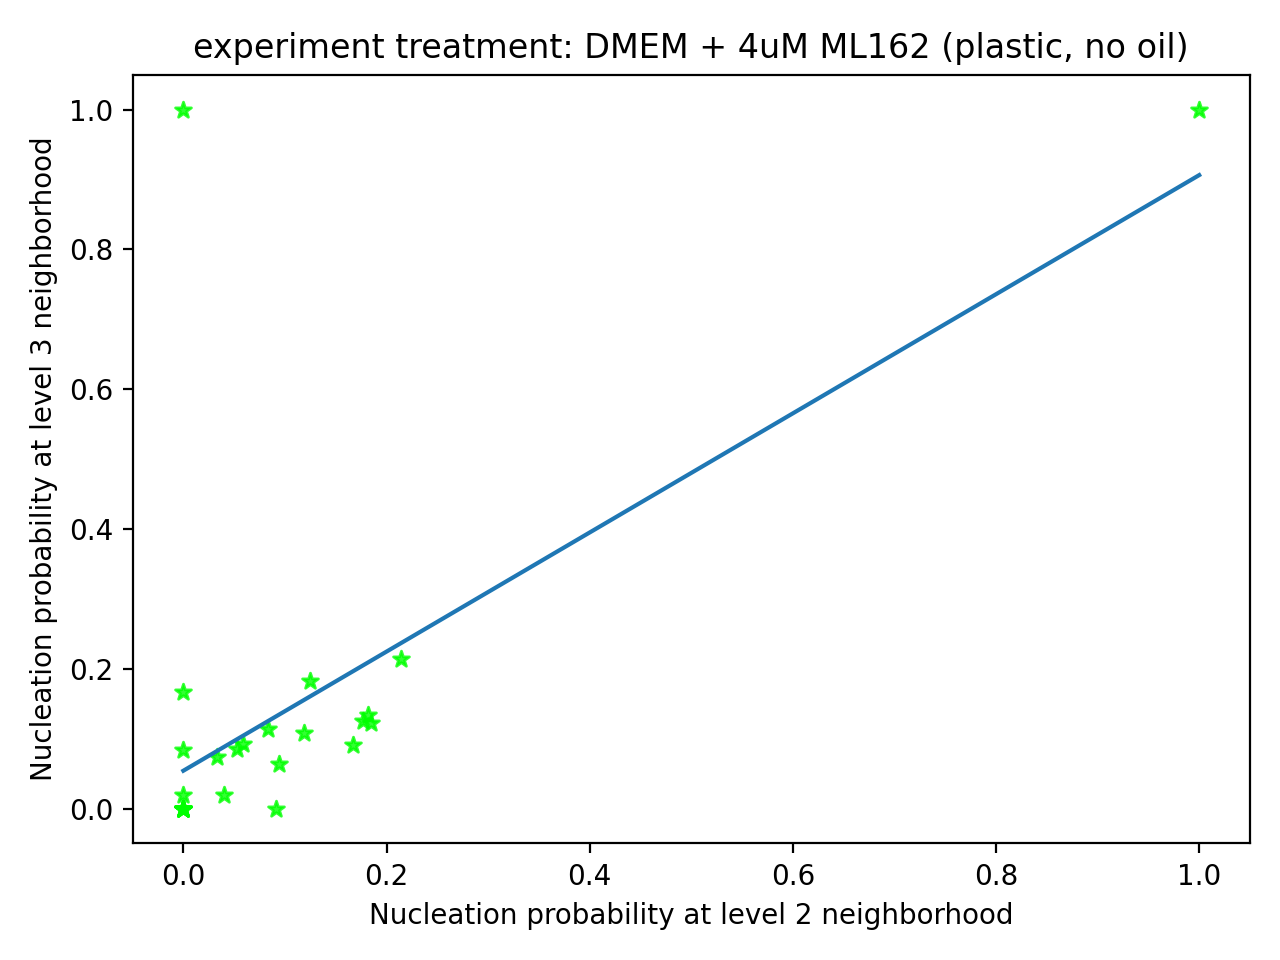 experiment treatment: DMEM + 4uM ML162 (plastic, no oil)
Nucleation probability at level 3 neighborhood
1.0
0.8
0.6
0.4
0.2
0.0
0.0 0.2 0.4 0.6 0.8 1.0
Nucleation probability at level 2 neighborhood